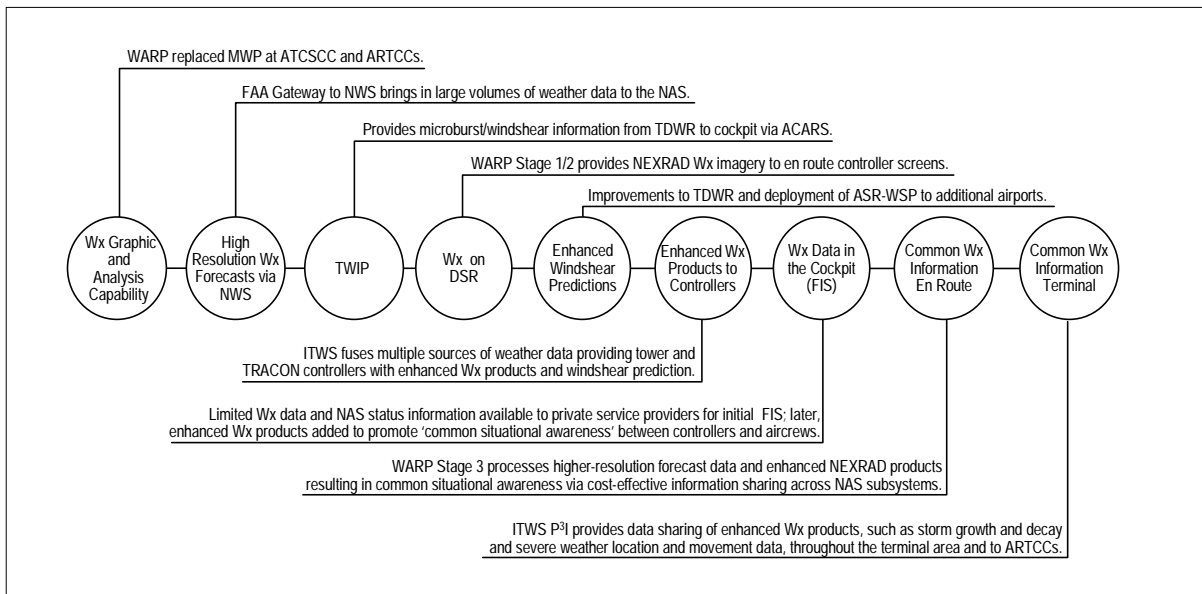 WARP replaced MWP at ATCSCC and ARTCCs.
FAA Gateway to NWS brings in large volumes of weather data to the NAS.
Provides microburst/windshear information from TDWR to cockpit via ACARS.
WARP Stage 1/2 provides NEXRAD Wx imagery to en route controller screens.
Improvements to TDWR and deployment of ASR-WSP to additional airports.
Wx Graphic
and
Analysis
Capability
High
Resolution Wx
Forecasts via
NWS
TWIP
Wx on
DSR
Enhanced
Windshear
Predictions
Enhanced Wx
Products to
Controllers
Wx Data in
the Cockpit
(FIS)
Common Wx
Information
En Route
Common Wx
Information
Terminal
ITWS fuses multiple sources of weather data providing tower and
TRACON controllers with enhanced Wx products and windshear prediction.
Limited Wx data and NAS status information available to private service providers for initial FIS; later,
enhanced Wx products added to promote ‘common situational awareness’ between controllers and aircrews.
WARP Stage 3 processes higher-resolution forecast data and enhanced NEXRAD products
resulting in common situational awareness via cost-effective information sharing across NAS subsystems.
ITWS P³I provides data sharing of enhanced Wx products, such as storm growth and decay
and severe weather location and movement data, throughout the terminal area and to ARTCCs.